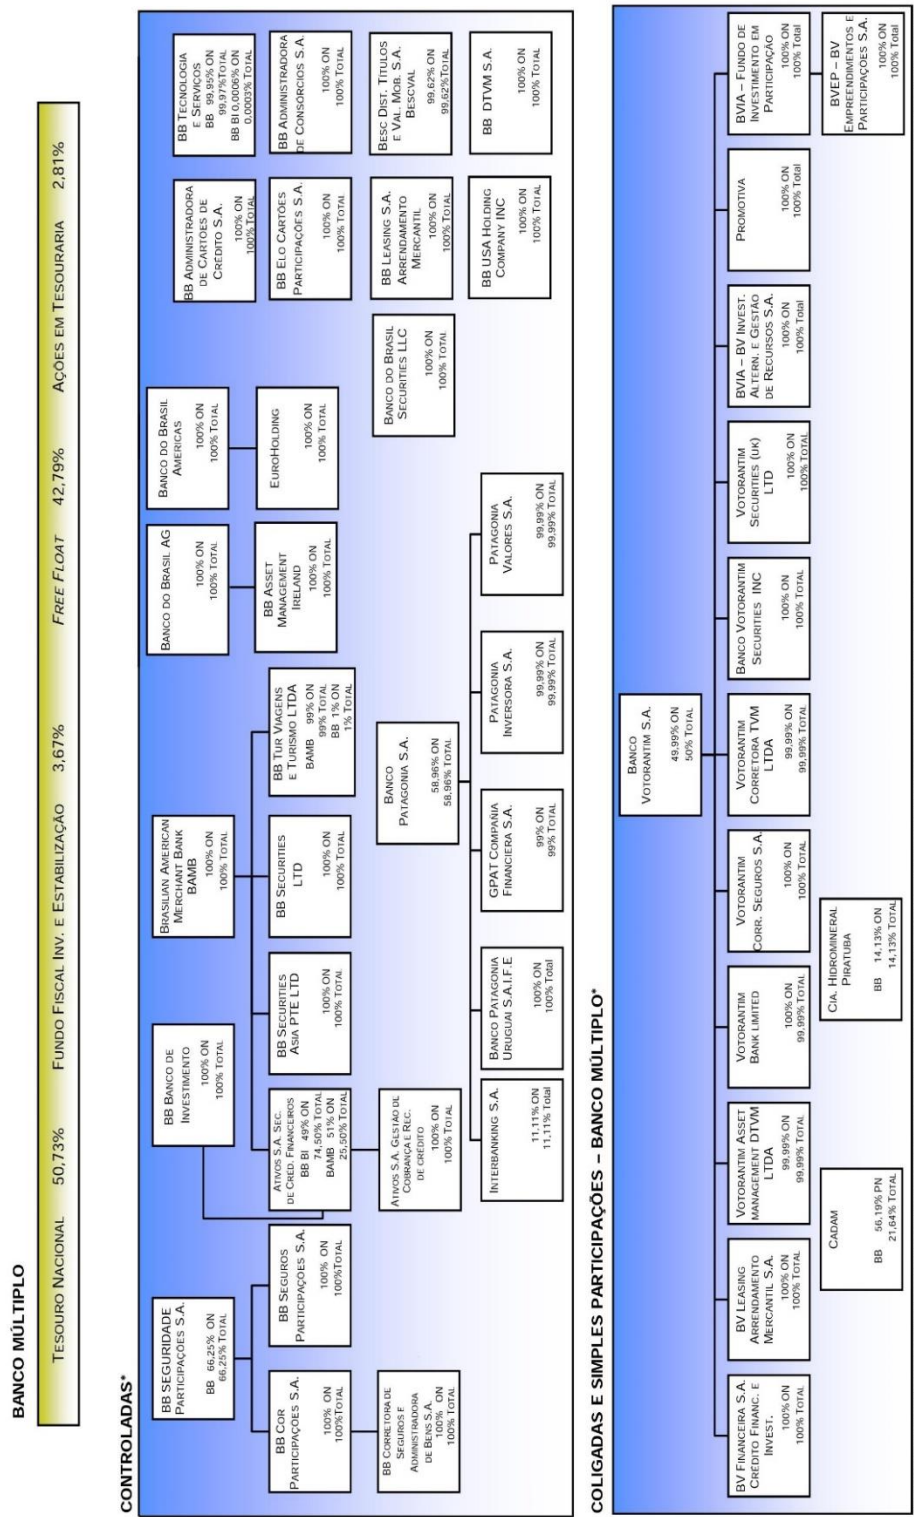 BANCO MÚLTIPLO
TESOURO NACIONAL 50,73% FUNDO FISCAL INV. E ESTABILIZAÇÃO 3,67% FREE FLOAT 42,79% AÇÕES EM TESOURARIA 2,81%
CONTROLADAS*
BB SEGURIDADE
PARTICIPAÇÕES S.A.
BB 66,25% ON
66,25% TOTAL
BB COR
PARTICIPAÇÕES S.A.
100% ON
100%TOTAL
BB SEGUROS
PARTICIPAÇÕES S.A.
100% ON
100%TOTAL
BB CORRETORA DE
SEGUROS E
ADMINISTRADORA
DE BENS S.A.
100% ON
100% TOTAL
BB BANCO DE
INVESTIMENTO
100% ON
100% TOTAL
BRASILIAN AMERICAN
MERCHANT BANK
BAMB
100% ON
100% TOTAL
ATIVOS S.A. SEC.
DE CRED. FINANCEIROS
BB BI 49% ON
74,50% TOTAL
BAMB 51% ON
25,50% TOTAL
BB SECURITIES
ASIA PTE LTD
100% ON
100% TOTAL
BB SECURITIES
LTD
100% ON
100% TOTAL
BB TUR VIAGENS
E TURISMO LTDA
BAMB 99% ON
99% TOTAL
BB 1% ON
1% TOTAL
ATIVOS S.A. GESTÃO DE
COBRANÇA E REC.
DE CRÉDITO
100% ON
100% TOTAL
BANCO DO BRASIL AG
100% ON
100% TOTAL
BB ASSET
MANAGEMENT
IRELAND
100% ON
100% TOTAL
BANCO DO BRASIL
AMERICAS
100% ON
100% TOTAL
EUROHOLDING
100% ON
100% TOTAL
BANCO
PATAGONIA S.A.
58,96% ON
58,96% TOTAL
INTERBANKING S.A.
11,11% ON
11,11% Total
BANCO PATAGONIA
URUGUAI S.A.I.F.E
100% ON
100% Total
GPAT COMPAÑIA
FINANCIERA S.A.
99% ON
99% TOTAL
PATAGONIA
INVERSORA S.A.
99,99% ON
99,99% TOTAL
PATAGONIA
VALORES S.A.
99,99% ON
99,99% TOTAL
BANCO DO BRASIL
SECURITIES LLC
100% ON
100% TOTAL
BB ADMINISTRADORA
DE CARTÕES DE
CRÉDITO S.A.
100% ON
100% TOTAL
BB TECNOLOGIA
E SERVIÇOS
BB 99,95% ON
99,97%TOTAL
BB BI 0,0006% ON
0,0003% TOTAL
BB ELO CARTÕES
PARTICIPAÇÕES S.A.
100% ON
100% TOTAL
BB ADMINISTRADORA
DE CONSÓRCIOS S.A.
100% ON
100% TOTAL
BB LEASING S.A.
ARRENDAMENTO
MERCANTIL
100% ON
100% TOTAL
BESC DIST. TÍTULOS
E VAL. MOB. S.A.
BESCVAL
99,62% ON
99,62%TOTAL
BB USA HOLDING
COMPANY INC
100% ON
100% TOTAL
BB DTVM S.A.
100% ON
100% TOTAL
COLIGADAS E SIMPLES PARTICIPAÇÕES – BANCO MÚLTIPLO*
BANCO
VOTORANTIM S.A.
49,99% ON
50% TOTAL
BV FINANCEIRA S.A.
CRÉDITO FINANC. E
INVEST.
100% ON
100% TOTAL
BV LEASING
ARRENDAMENTO
MERCANTIL S.A.
100% ON
100% TOTAL
VOTORANTIM ASSET
MANAGEMENT DTVM
LTDA
99,99% ON
99,99% TOTAL
VOTORANTIM
BANK LIMITED
100% ON
99,99% TOTAL
VOTORANTIM
CORR. SEGUROS S.A.
100% ON
100% TOTAL
VOTORANTIM
CORRETORA TVM
LTDA
99,99% ON
99,99% TOTAL
BANCO VOTORANTIM
SECURITIES INC
100% ON
100% TOTAL
VOTORANTIM
SECURITIES (UK)
LTD
100% ON
100% TOTAL
BVIA – BV INVEST.
ALTERN. E GESTÃO
DE RECURSOS S.A.
100% ON
100% Total
PROMOTIVA
100% ON
100% Total
BVIA – FUNDO DE
INVESTIMENTO EM
PARTICIPAÇÃO
100% ON
100% Total
BVEP – BV
EMPREENDIMENTOS E
PARTICIPAÇÕES S.A.
100% ON
100% Total
CADAM
BB 56,19% PN
21,64% TOTAL
CIA. HIDROMINERAL
PIRATUBA
BB 14,13% ON
14,13% TOTAL